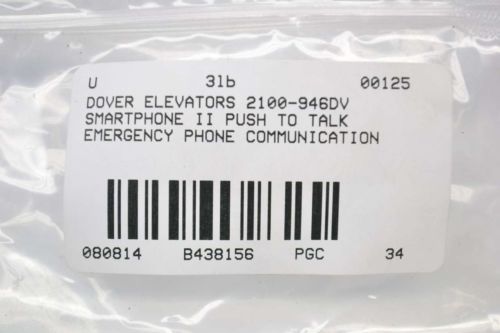 U 3lb 00125
DOVER ELEVATORS 2100-946DV
SMARTPHONE II PUSH TO TALK
EMERGENCY PHONE COMMUNICATION
080814 B438156 PGC 34